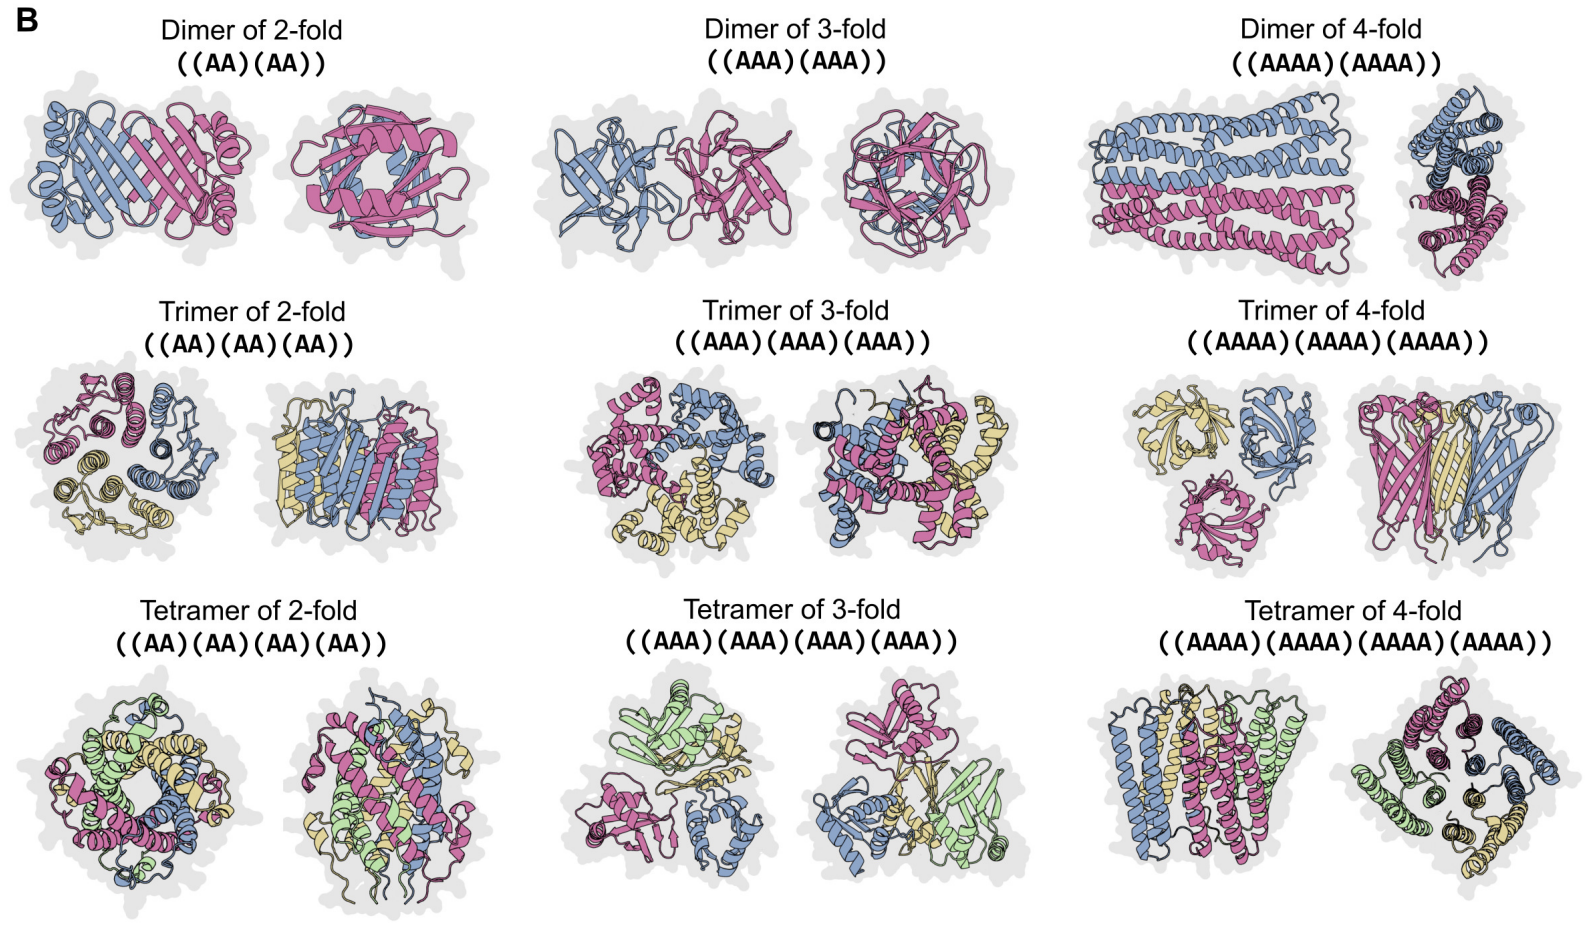 B
Dimer of 2-fold
((AA)(AA))
Dimer of 3-fold
((AAA)(AAA))
Dimer of 4-fold
((AAAA)(AAAA))
Trimer of 2-fold
((AA)(AA)(AA))
Trimer of 3-fold
((AAA)(AAA)(AAA))
Trimer of 4-fold
((AAAA)(AAAA)(AAAA))
Tetramer of 2-fold
((AA)(AA)(AA)(AA))
Tetramer of 3-fold
((AAA)(AAA)(AAA)(AAA))
Tetramer of 4-fold
((AAAA)(AAAA)(AAAA)(AAAA))